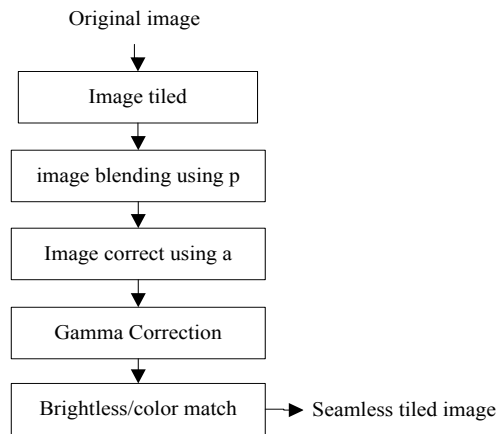 Original image
Image tiled
image blending using p
Image correct using a
Gamma Correction
Brightless/color match
Seamless tiled image